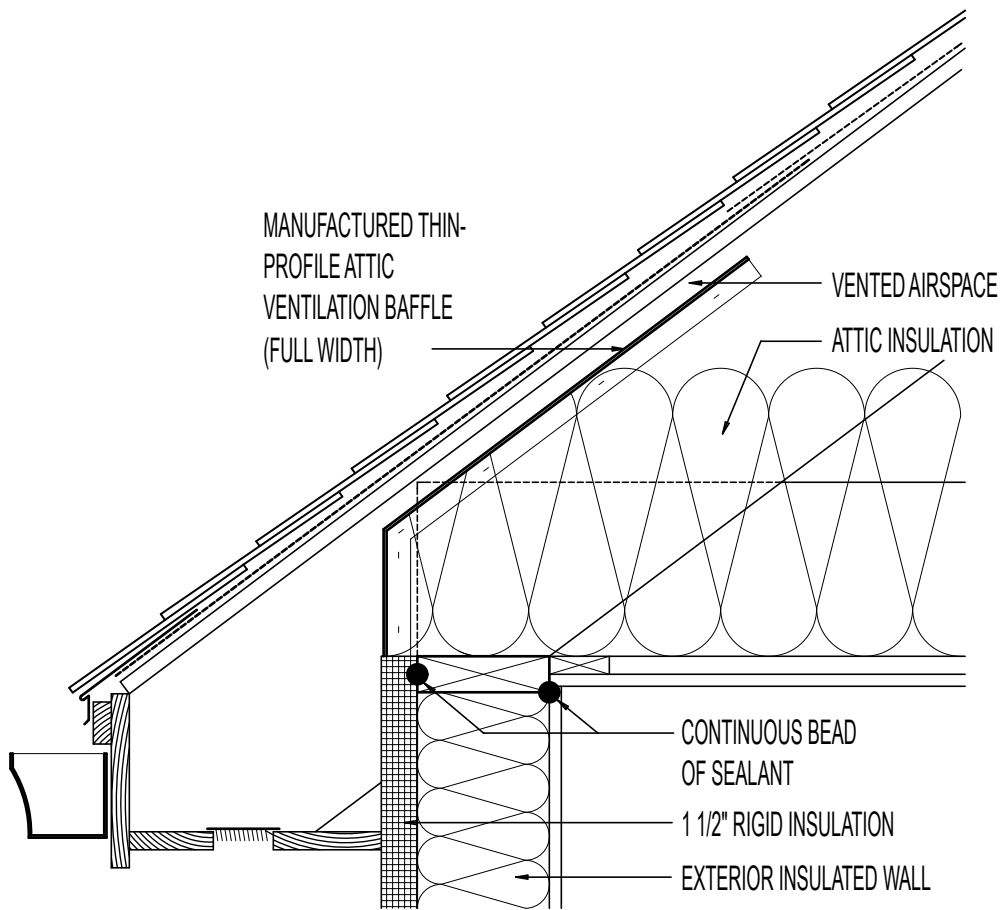 MANUFACTURED THIN-
PROFILE ATTIC
VENTILATION BAFFLE
(FULL WIDTH)
VENTED AIRSPACE
ATTIC INSULATION
CONTINUOUS BEAD
OF SEALANT
1 1/2" RIGID INSULATION
EXTERIOR INSULATED WALL